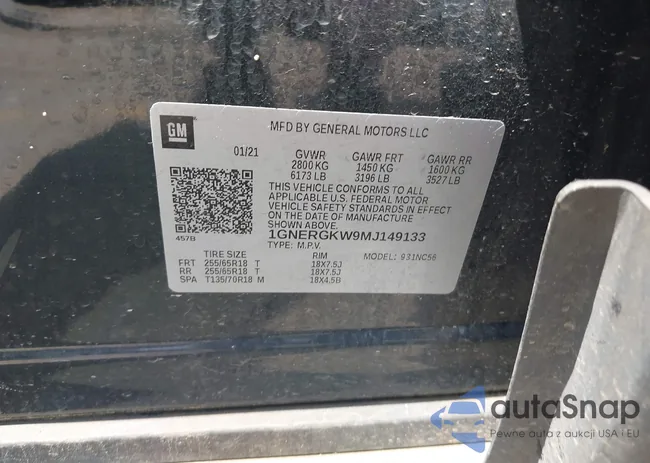 GM
MFD BY GENERAL MOTORS LLC
01/21 GVWR GAWR FRT GAWR RR
2800 KG 1450 KG 1600 KG
6173 LB 3196 LB 3527 LB
THIS VEHICLE CONFORMS TO ALL
APPLICABLE U.S. FEDERAL MOTOR
VEHICLE SAFETY STANDARDS IN EFFECT
ON THE DATE OF MANUFACTURE
SHOWN ABOVE.
457B 1GNERGKW9MJ149133
TYPE: M.P.V.
TIRE SIZE RIM MODEL: 931NC56
FRT 255/65R18 T 18X7.5J
RR 255/65R18 T 18X7.5J
SPA T135/70R18 M 18X4.5B
autoSnap
Pewne auta z aukcji USA i EU